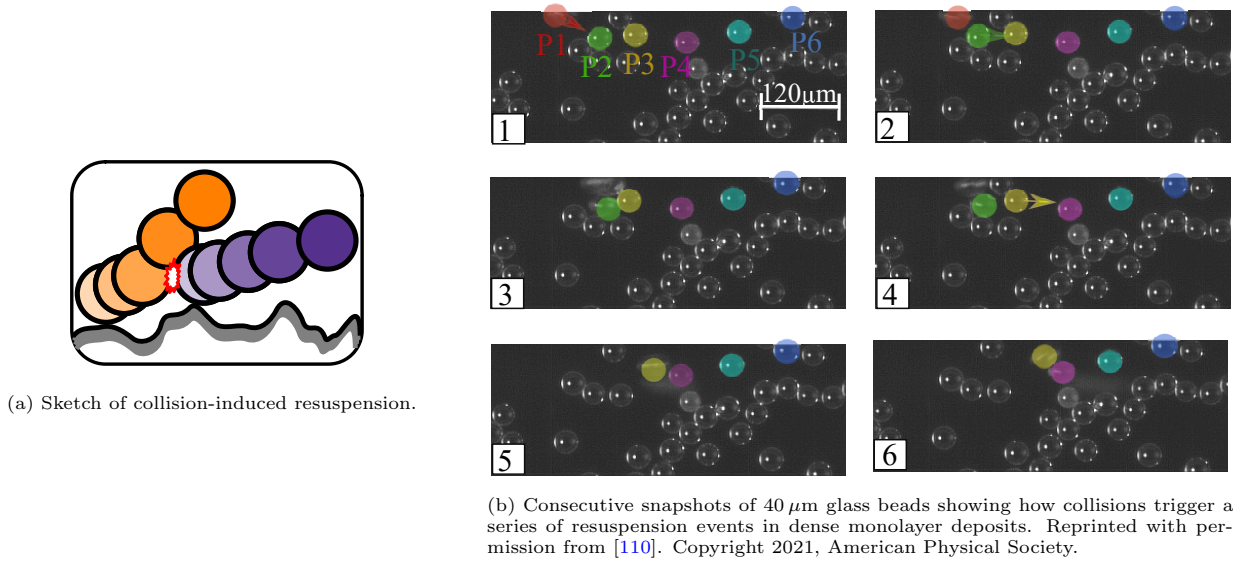 P1
P2
P3
P4
P5
P6
120μm
1
2
3
4
5
6
(a) Sketch of collision-induced resuspension.
(b) Consecutive snapshots of 40 μm glass beads showing how collisions trigger a
series of resuspension events in dense monolayer deposits. Reprinted with per-
mission from [110]. Copyright 2021, American Physical Society.